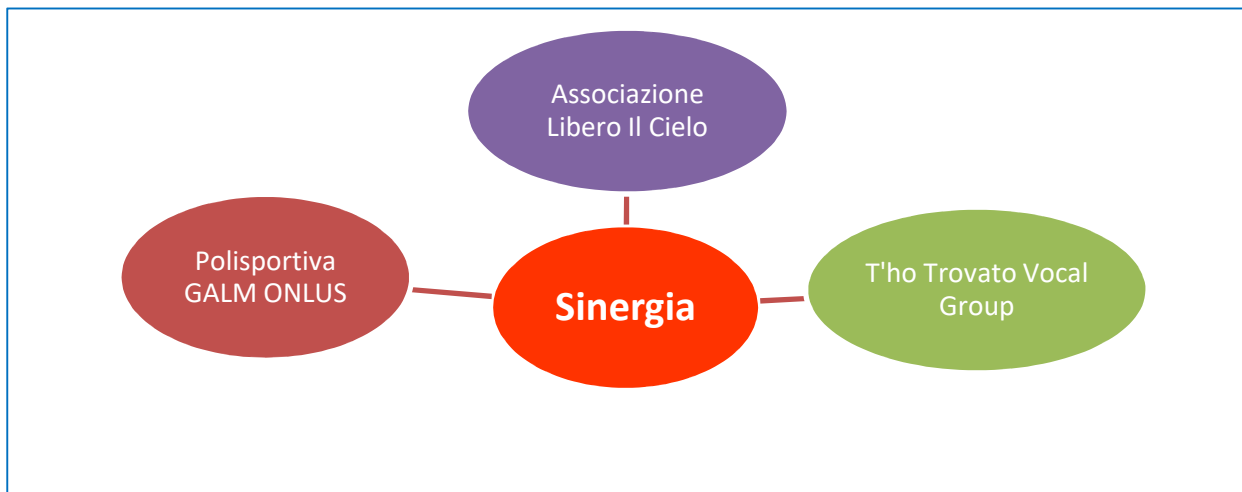 Associazione
Libero Il Cielo
Polisportiva
GALM ONLUS
Sinergia
T'ho Trovato Vocal
Group